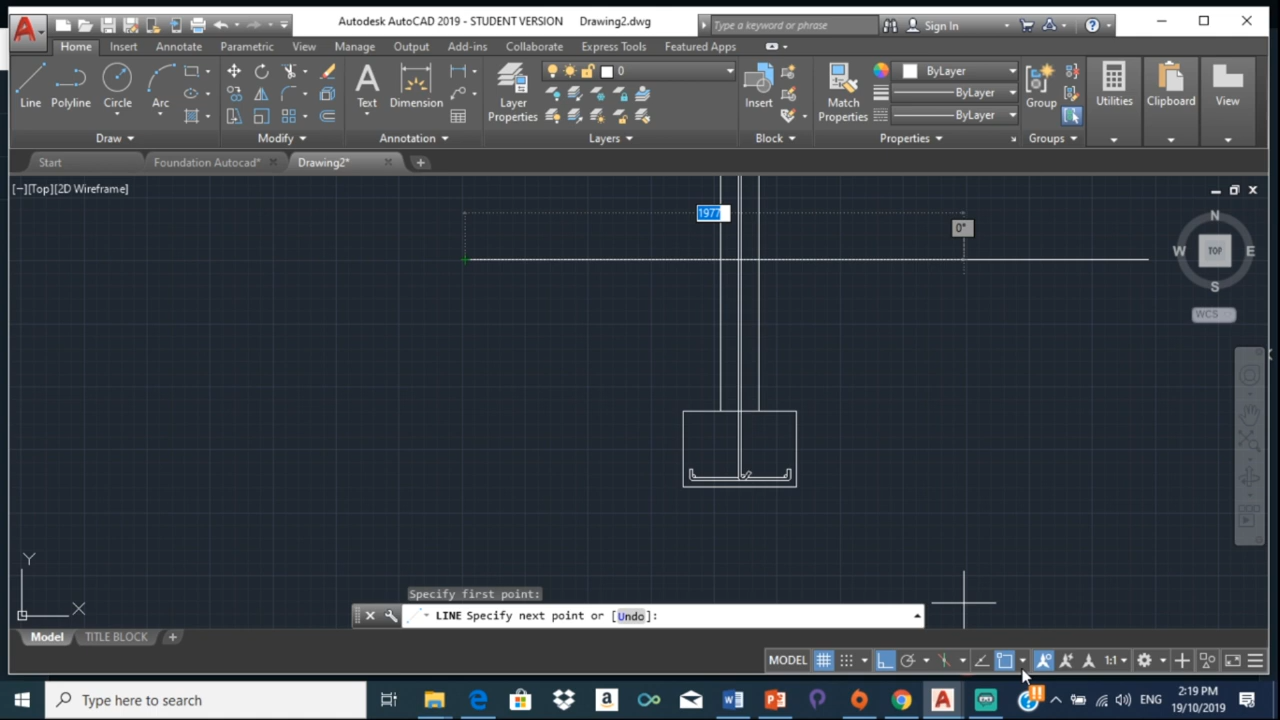 Autodesk AutoCAD 2019 - STUDENT VERSION Drawing2.dwg
Type a keyword or phrase
Sign In
Home Insert Annotate Parametric View Manage Output Add-ins Collaborate Express Tools Featured Apps
0
ByLayer
ByLayer
ByLayer
Line Polyline Circle Arc Text Dimension Layer Properties Insert Match Properties Group Utilities Clipboard View
Draw Modify Annotation Layers Block Properties Groups
Start Foundation Autocad* Drawing2*
[−][Top][2D Wireframe]
N
W TOP E
S
WCS
1977
0°
Y
X
Specify first point:
LINE Specify next point or [Undo]:
Model TITLE BLOCK
MODEL 1:1
Type here to search
ENG
2:19 PM
19/10/2019